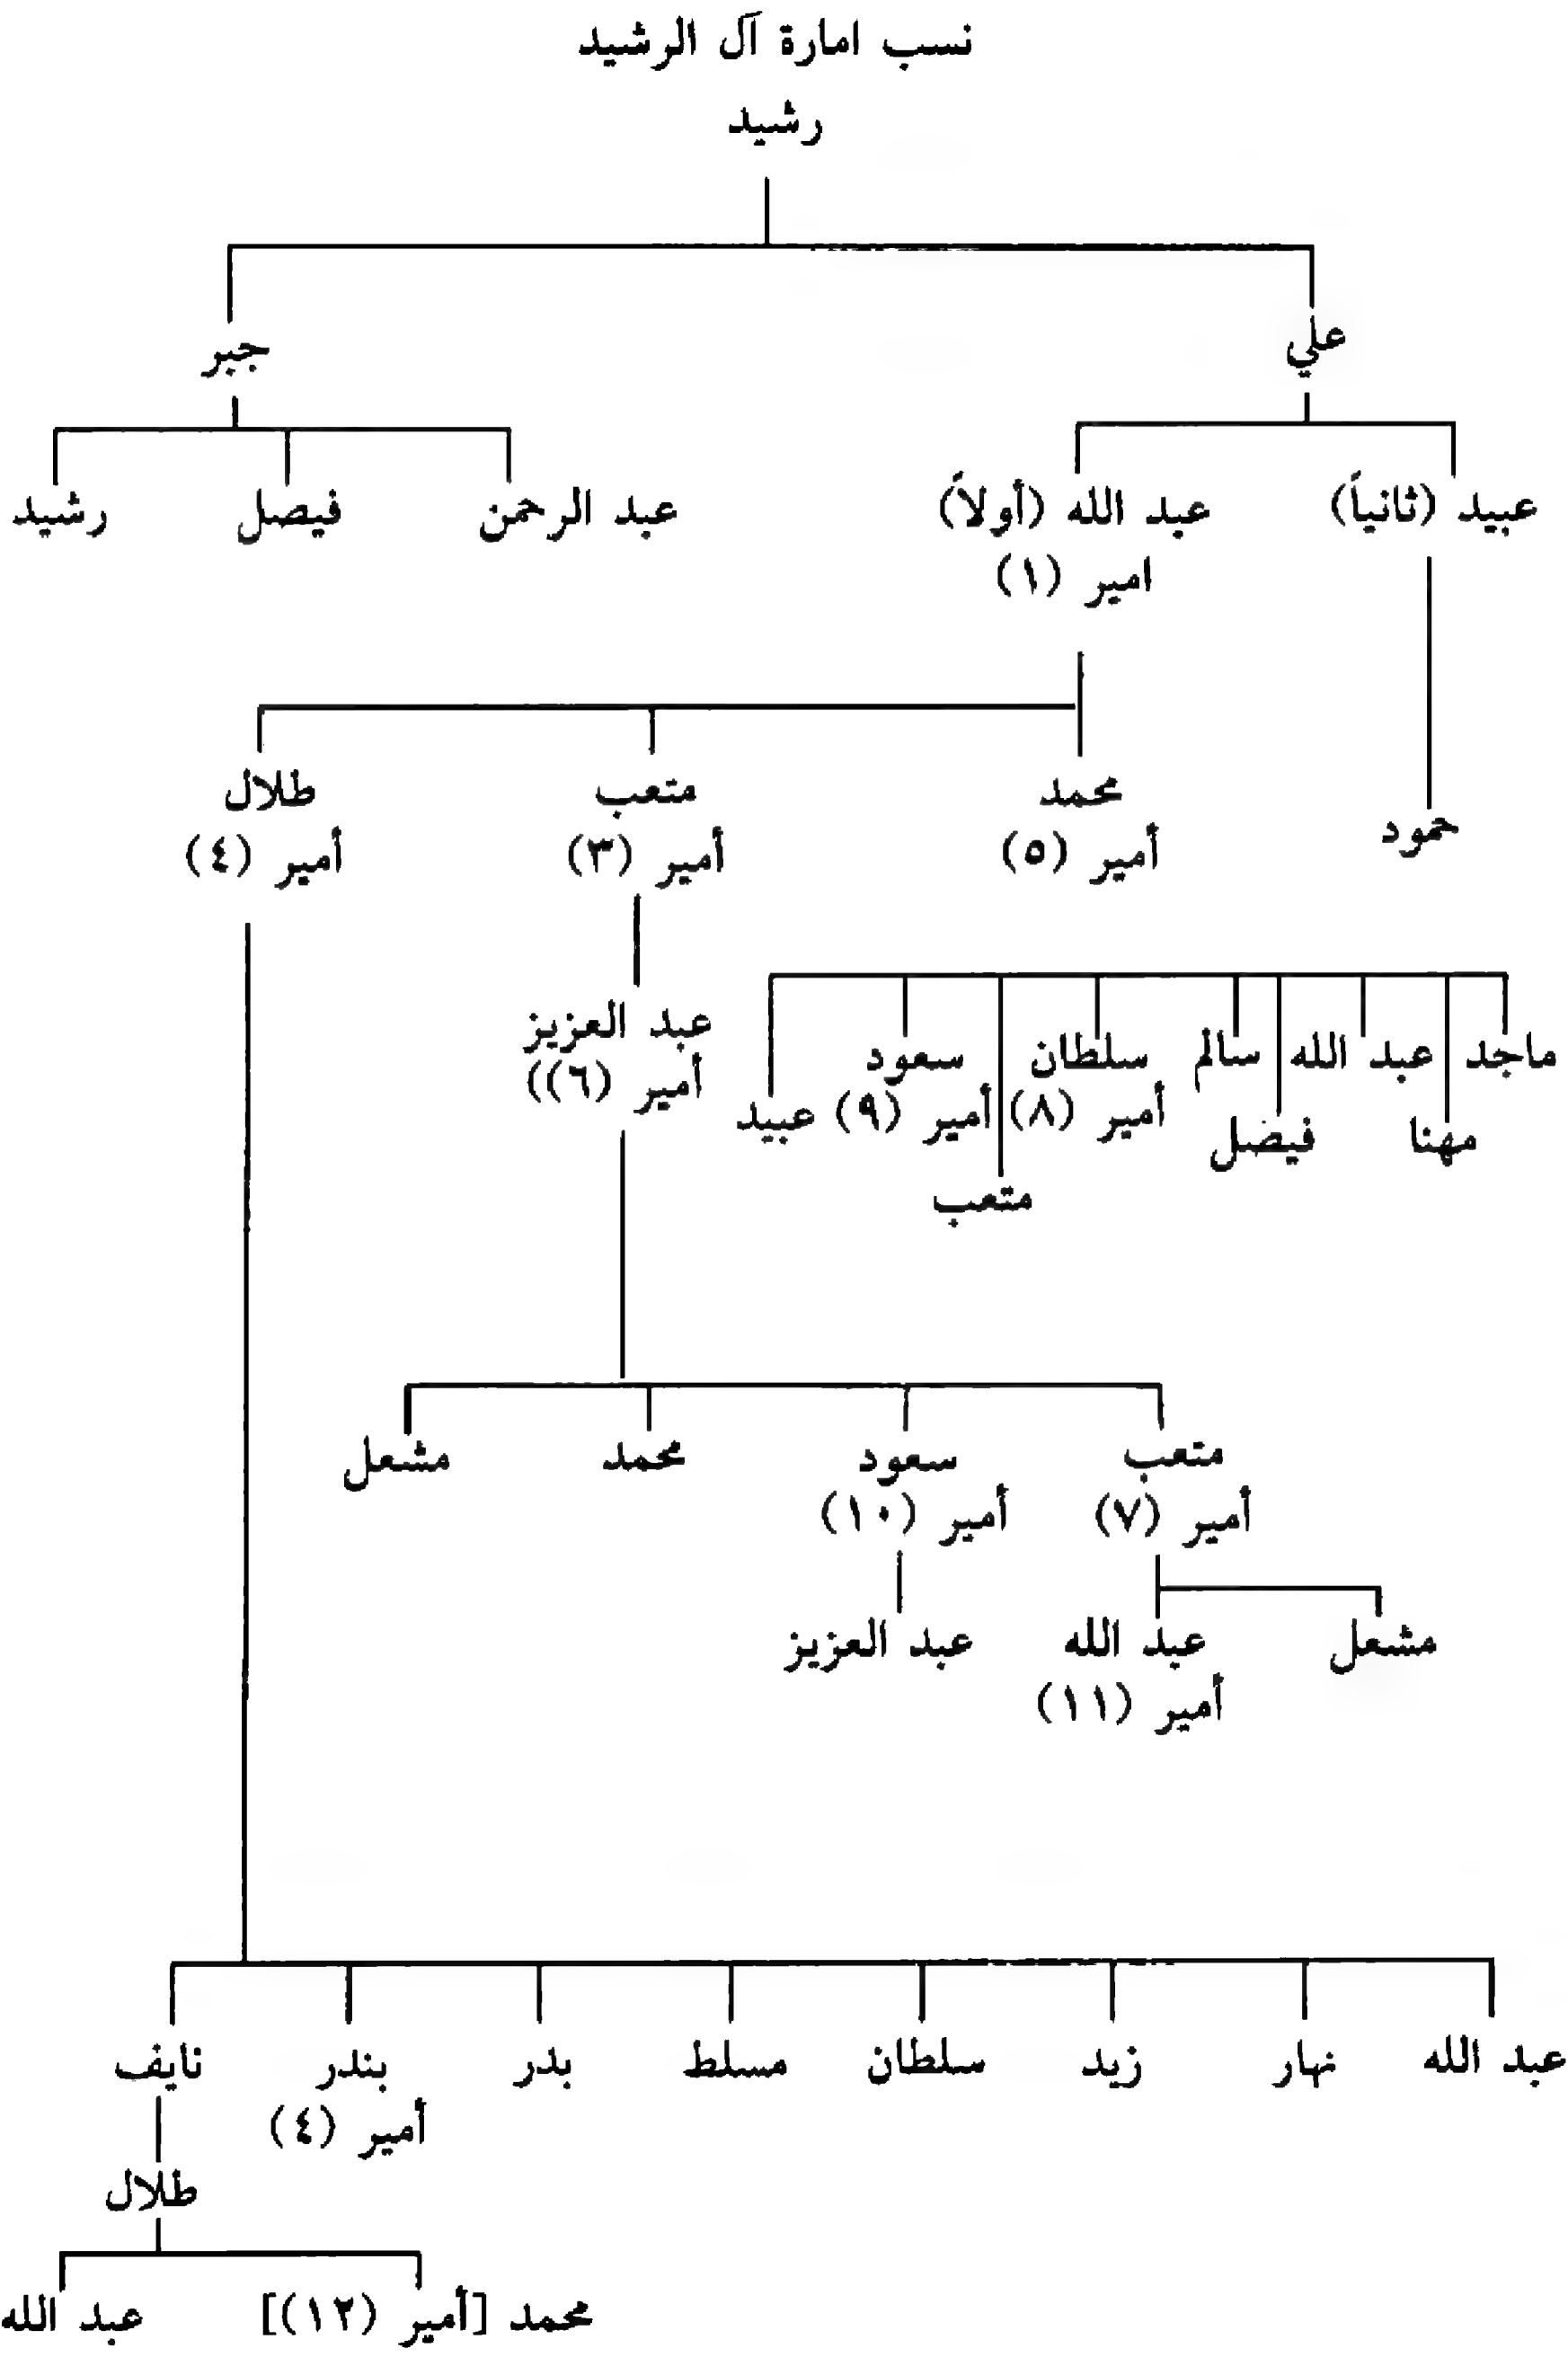 نسب امارة آل الرشيد
رشيد
علي
جبر
عبيد (ثانياً)
عبد الله (أولاً)
عبد الرحمن
فيصل
رشيد
امير (١)
محمد
متعب
طلال
حمود
أمير (٥)
أمير (٣)
أمير (٤)
عبد العزيز
أمير (٦))
ماجد
عبد الله
سالم
سلطان
سعود
مهنا
فيصل
أمير (٨)
أمير (٩)
عبيد
متعب
متعب
سعود
محمد
مشعل
أمير (٧)
أمير (١٠)
مشعل
عبد الله
عبد العزيز
أمير (١١)
عبد الله
نهار
زيد
سلطان
مسلط
بدر
بندر
نايف
أمير (٤)
طلال
محمد [أمير (١٢)]
عبد الله